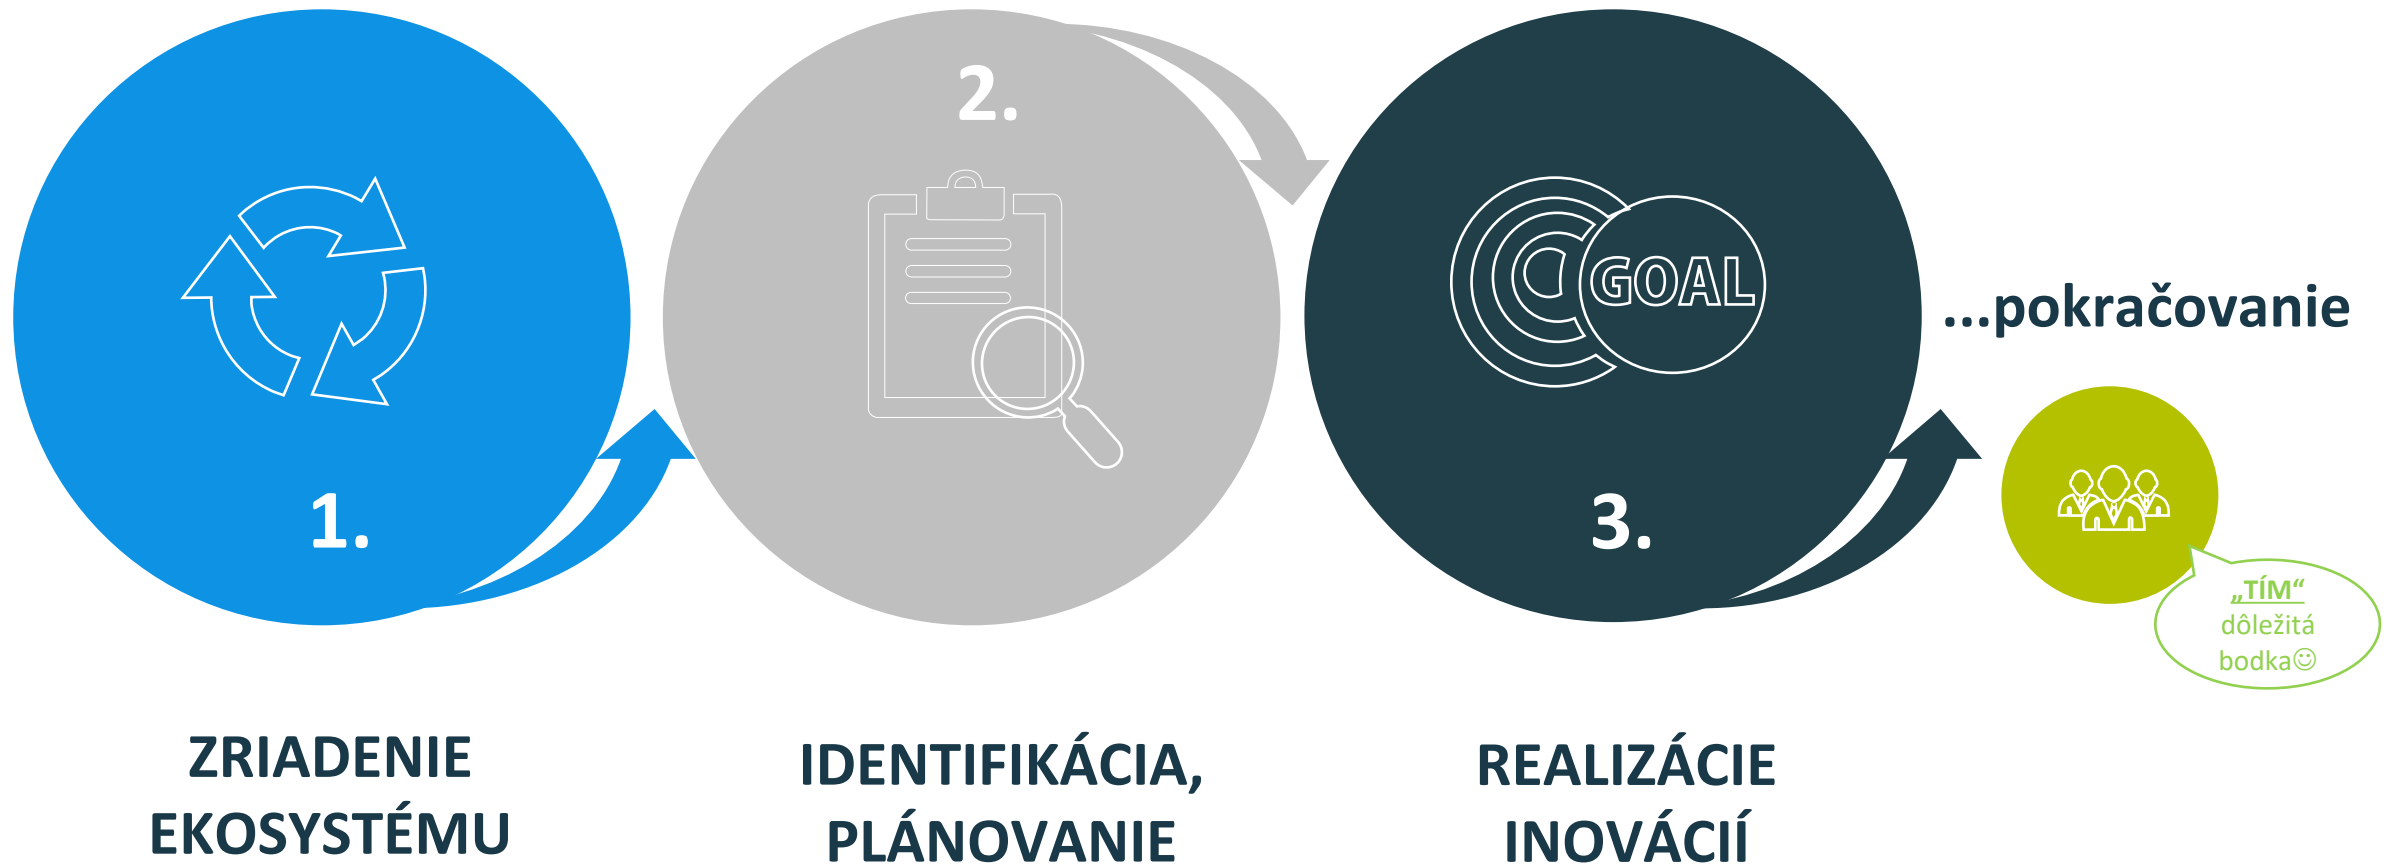 1.
2.
GOAL
3.
...pokračovanie
„TÍM“
dôležitá
bodka☺
ZRIADENIE
EKOSYSTÉMU
IDENTIFIKÁCIA,
PLÁNOVANIE
REALIZÁCIE
INOVÁCIÍ